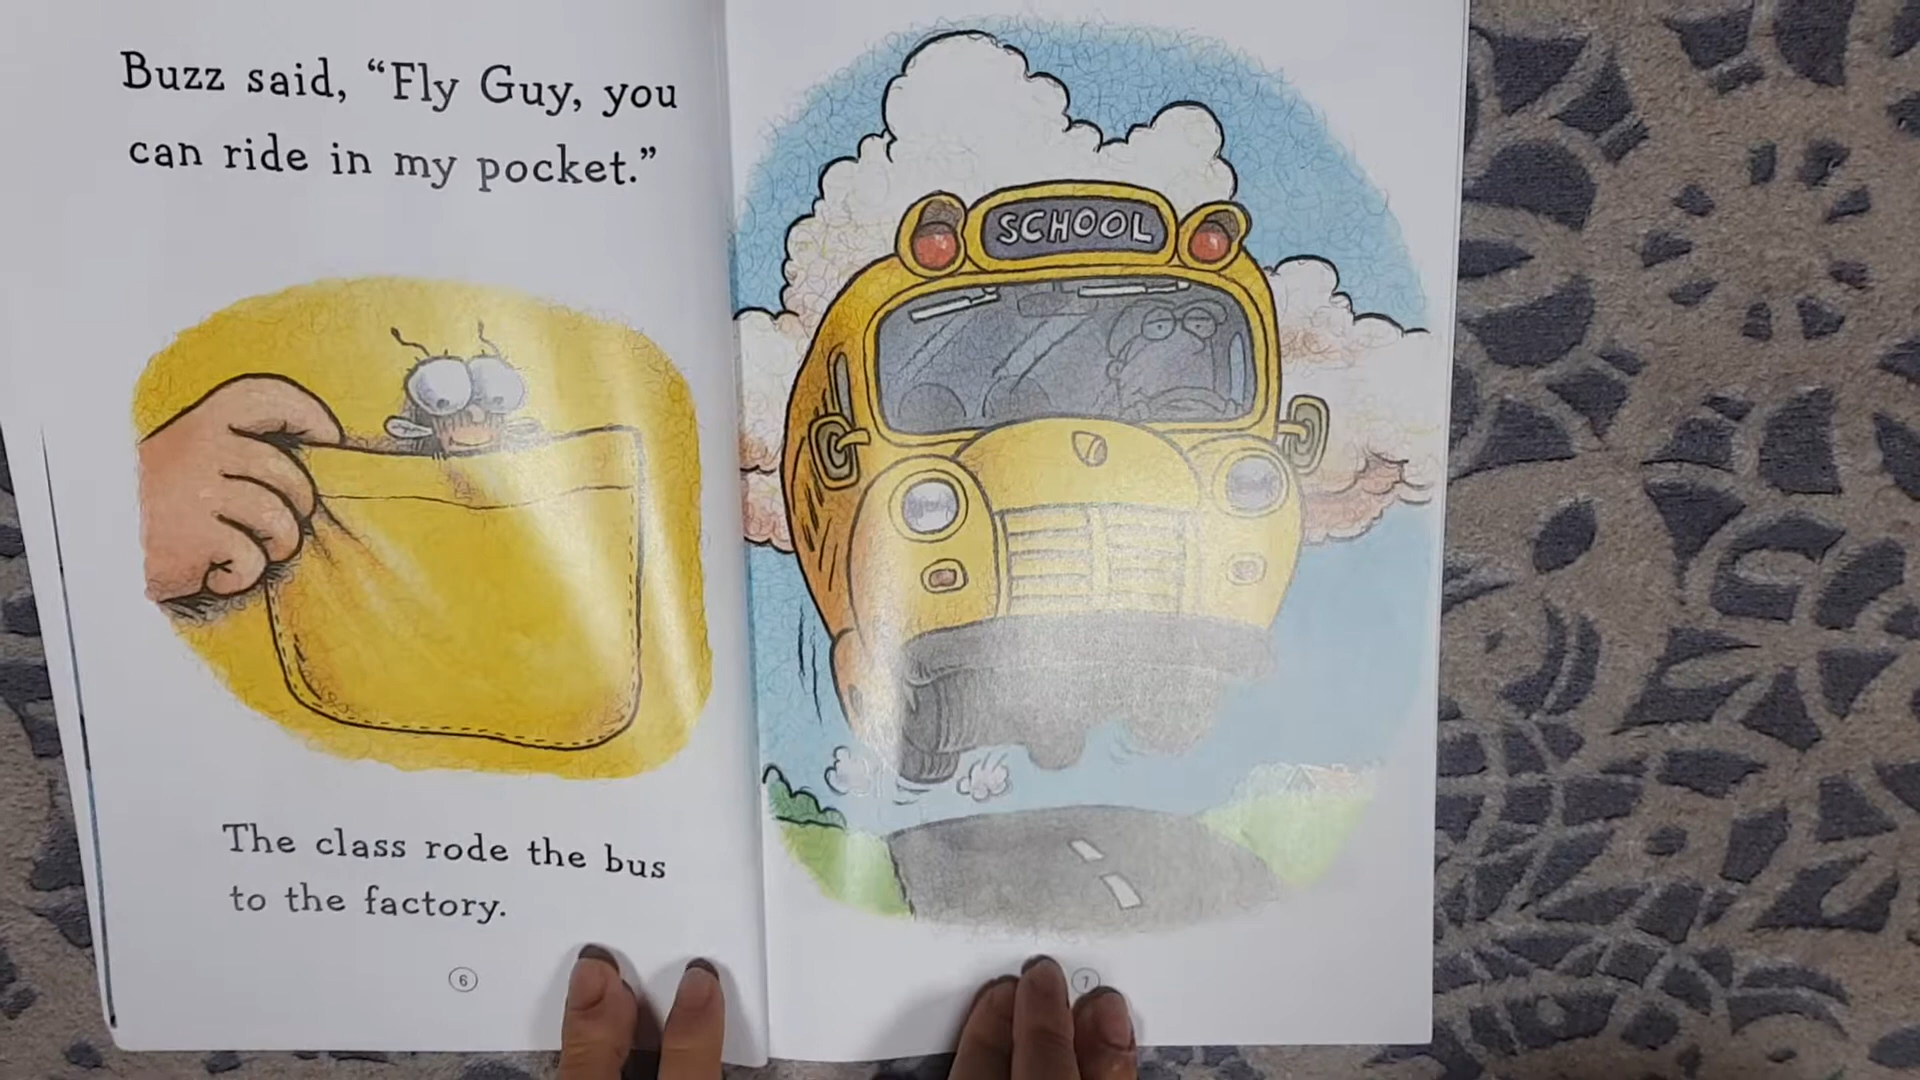 Buzz said, “Fly Guy, you
can ride in my pocket.”
The class rode the bus
to the factory.
6
SCHOOL
7